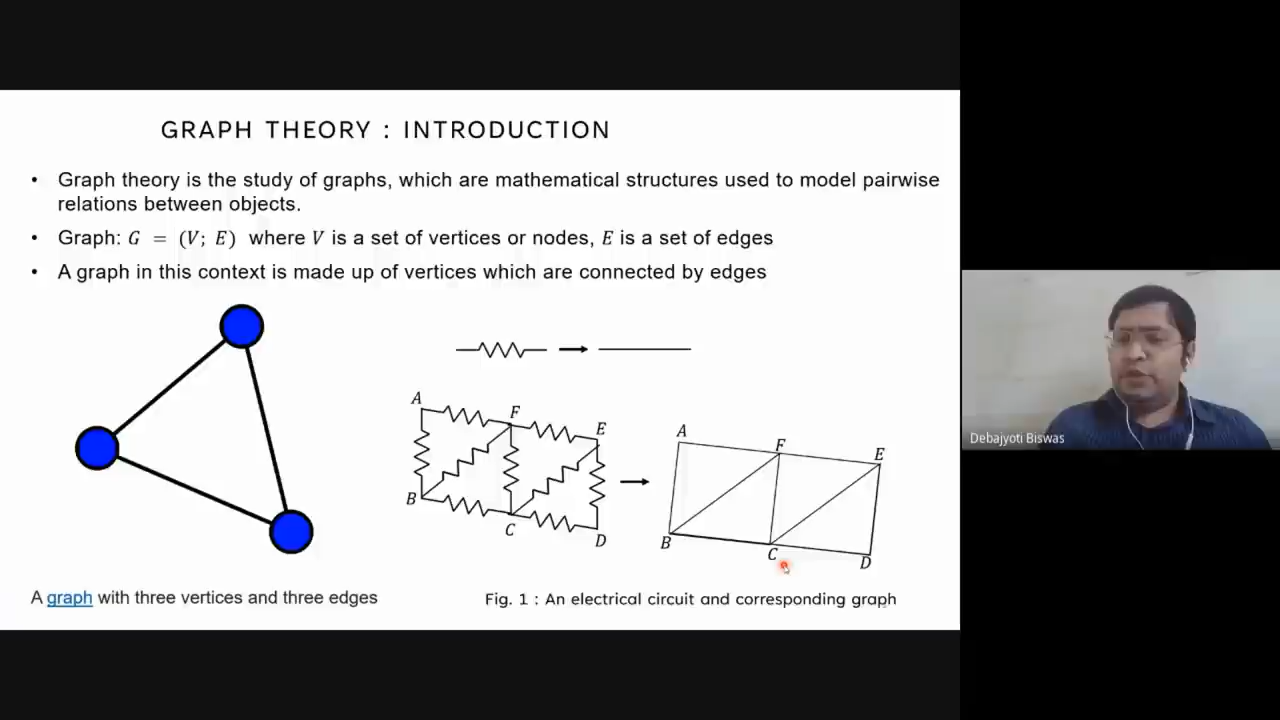 GRAPH THEORY : INTRODUCTION
• Graph theory is the study of graphs, which are mathematical structures used to model pairwise
relations between objects.
• Graph: G = (V; E) where V is a set of vertices or nodes, E is a set of edges
• A graph in this context is made up of vertices which are connected by edges
A
F
E
B
C
D
A
F
E
B
C
D
A graph with three vertices and three edges
Fig. 1 : An electrical circuit and corresponding graph
Debajyoti Biswas